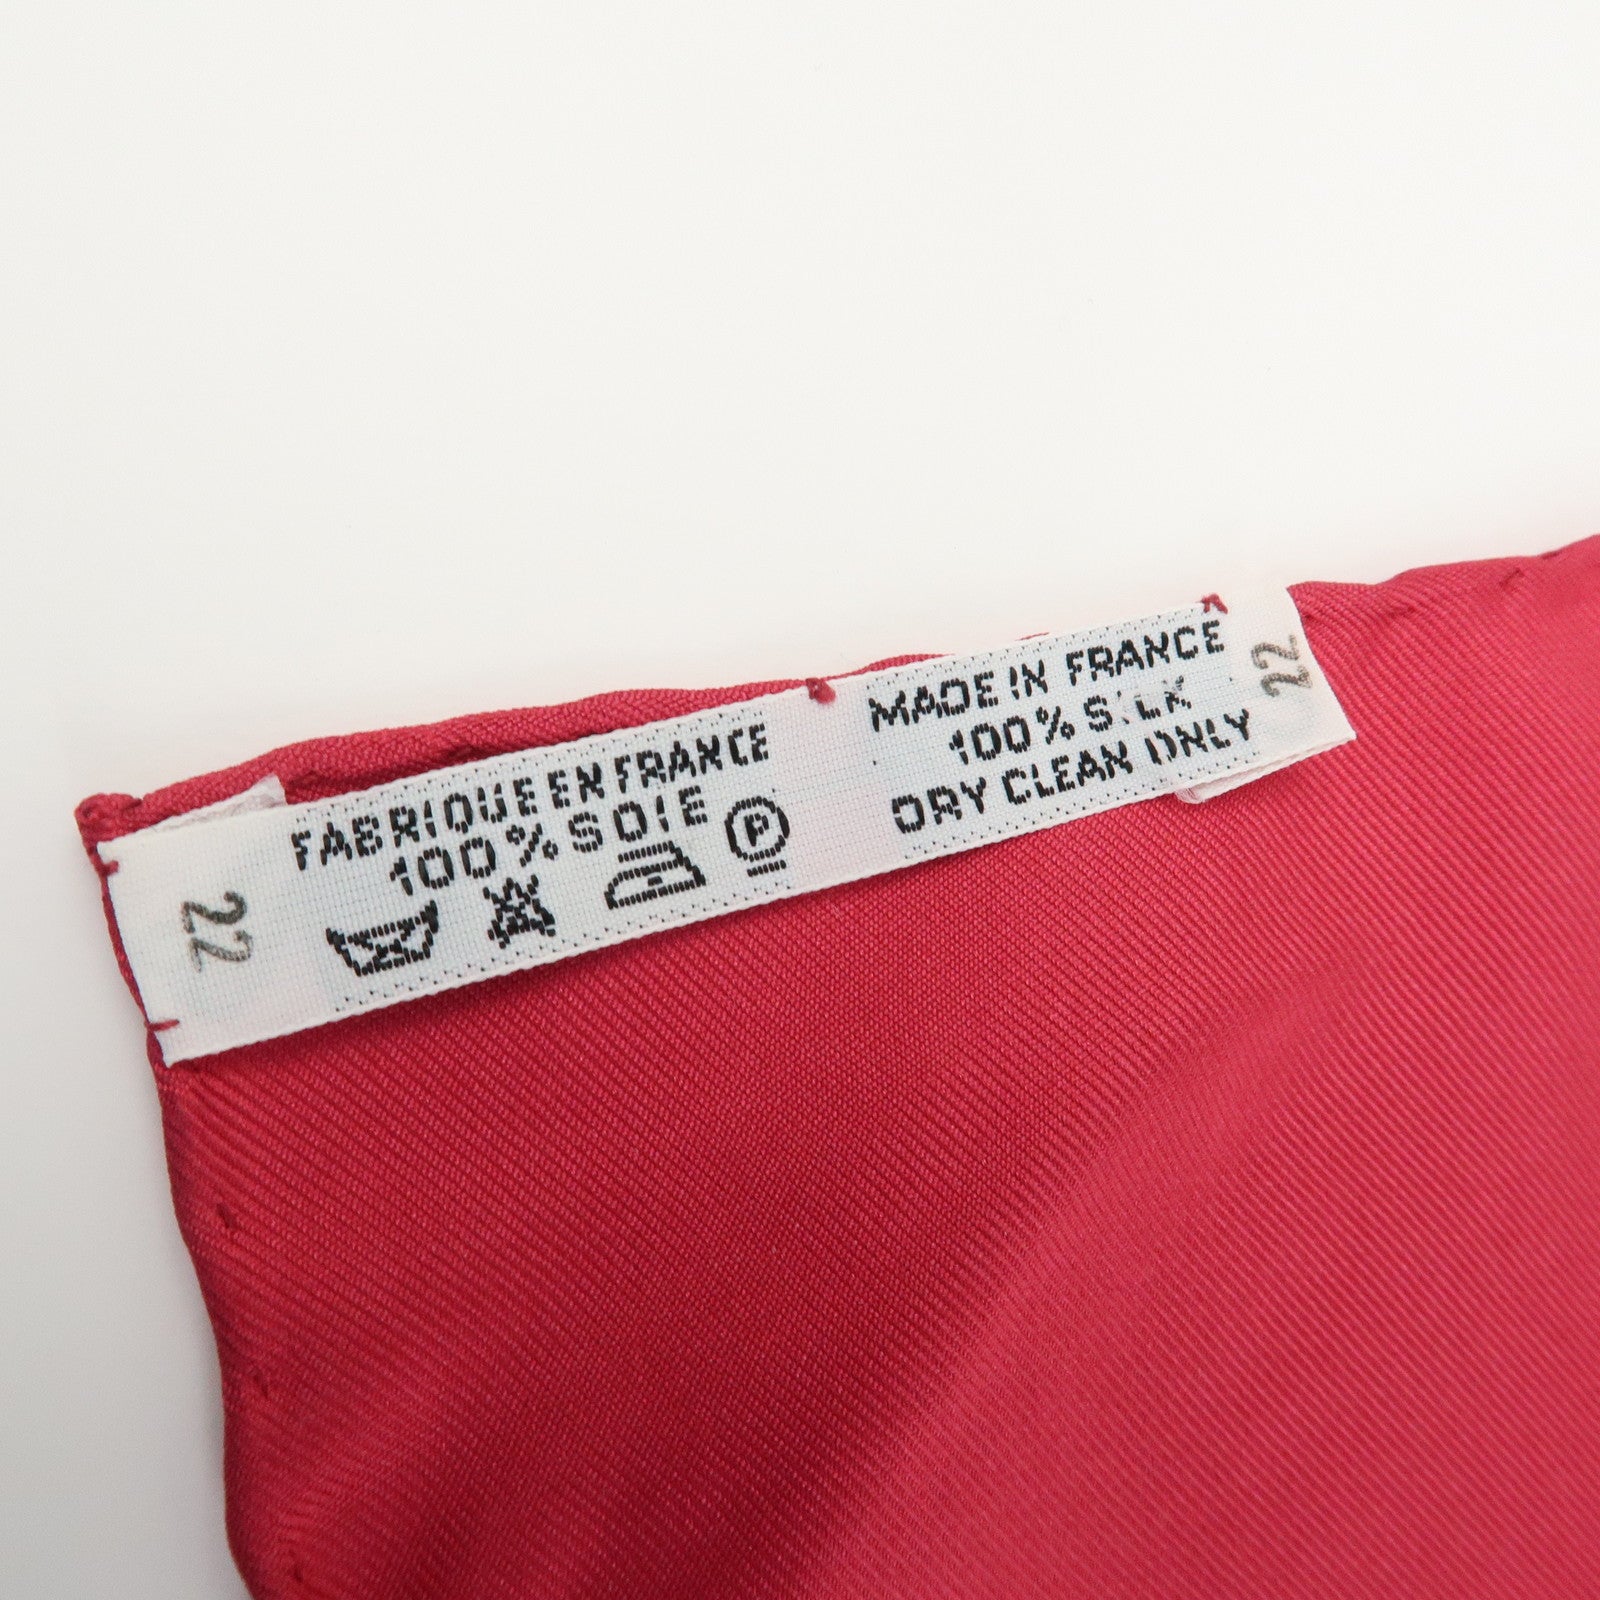 22
FABRIQUE EN FRANCE
100% SOIE
P
MADE IN FRANCE
100% SILK
DRY CLEAN ONLY
22